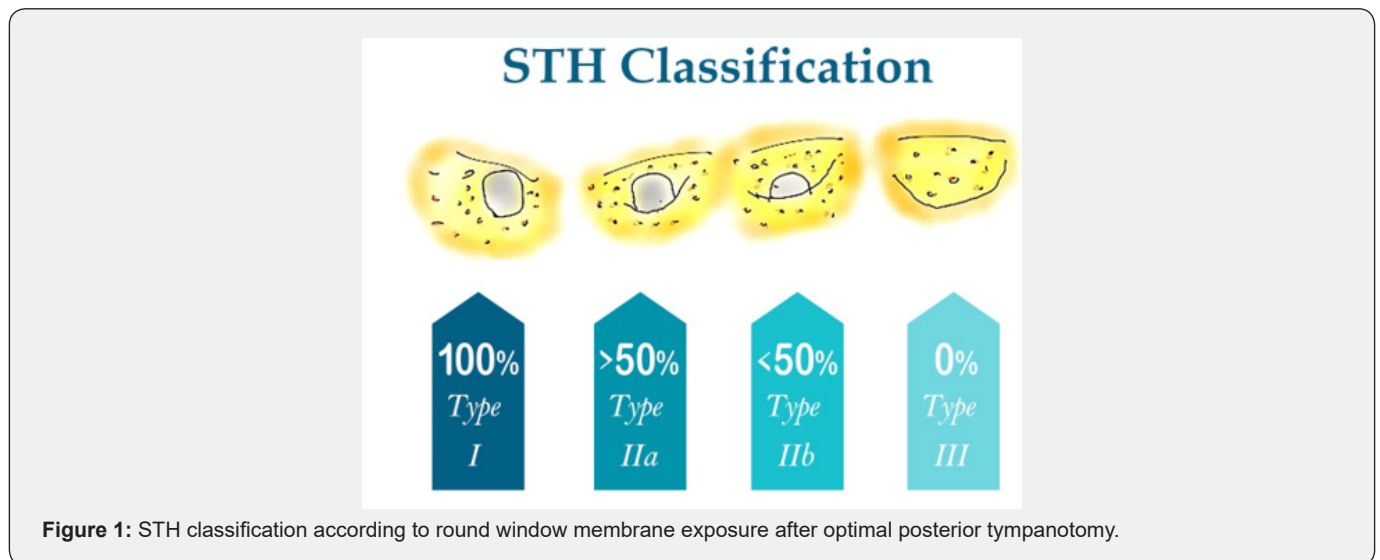 STH Classification
100% >50% <50% 0%
Type Type Type Type
I IIa IIb III
Figure 1: STH classification according to round window membrane exposure after optimal posterior tympanotomy.